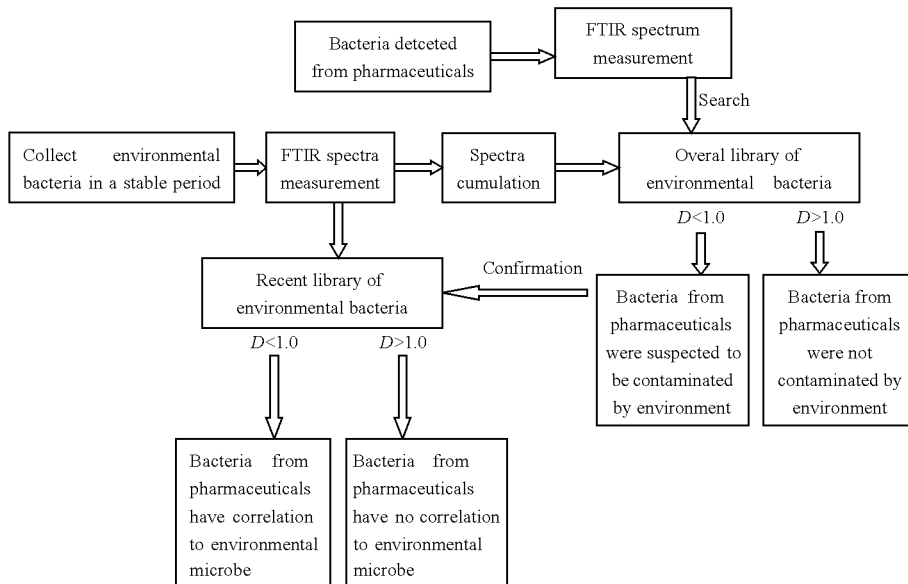 Bacteria detceted
from pharmaceuticals
FTIR spectrum
measurement
Search
Collect environmental
bacteria in a stable period
FTIR spectra
measurement
Spectra
cumulation
Overal library of
environmental bacteria
D<1.0
D>1.0
Recent library of
environmental bacteria
Confirmation
Bacteria from
pharmaceuticals
were suspected to
be contaminated
by environment
Bacteria from
pharmaceuticals
were not
contaminated by
environment
D<1.0
D>1.0
Bacteria from
pharmaceuticals
have correlation
to environmental
microbe
Bacteria from
pharmaceuticals
have no correlation
to environmental
microbe